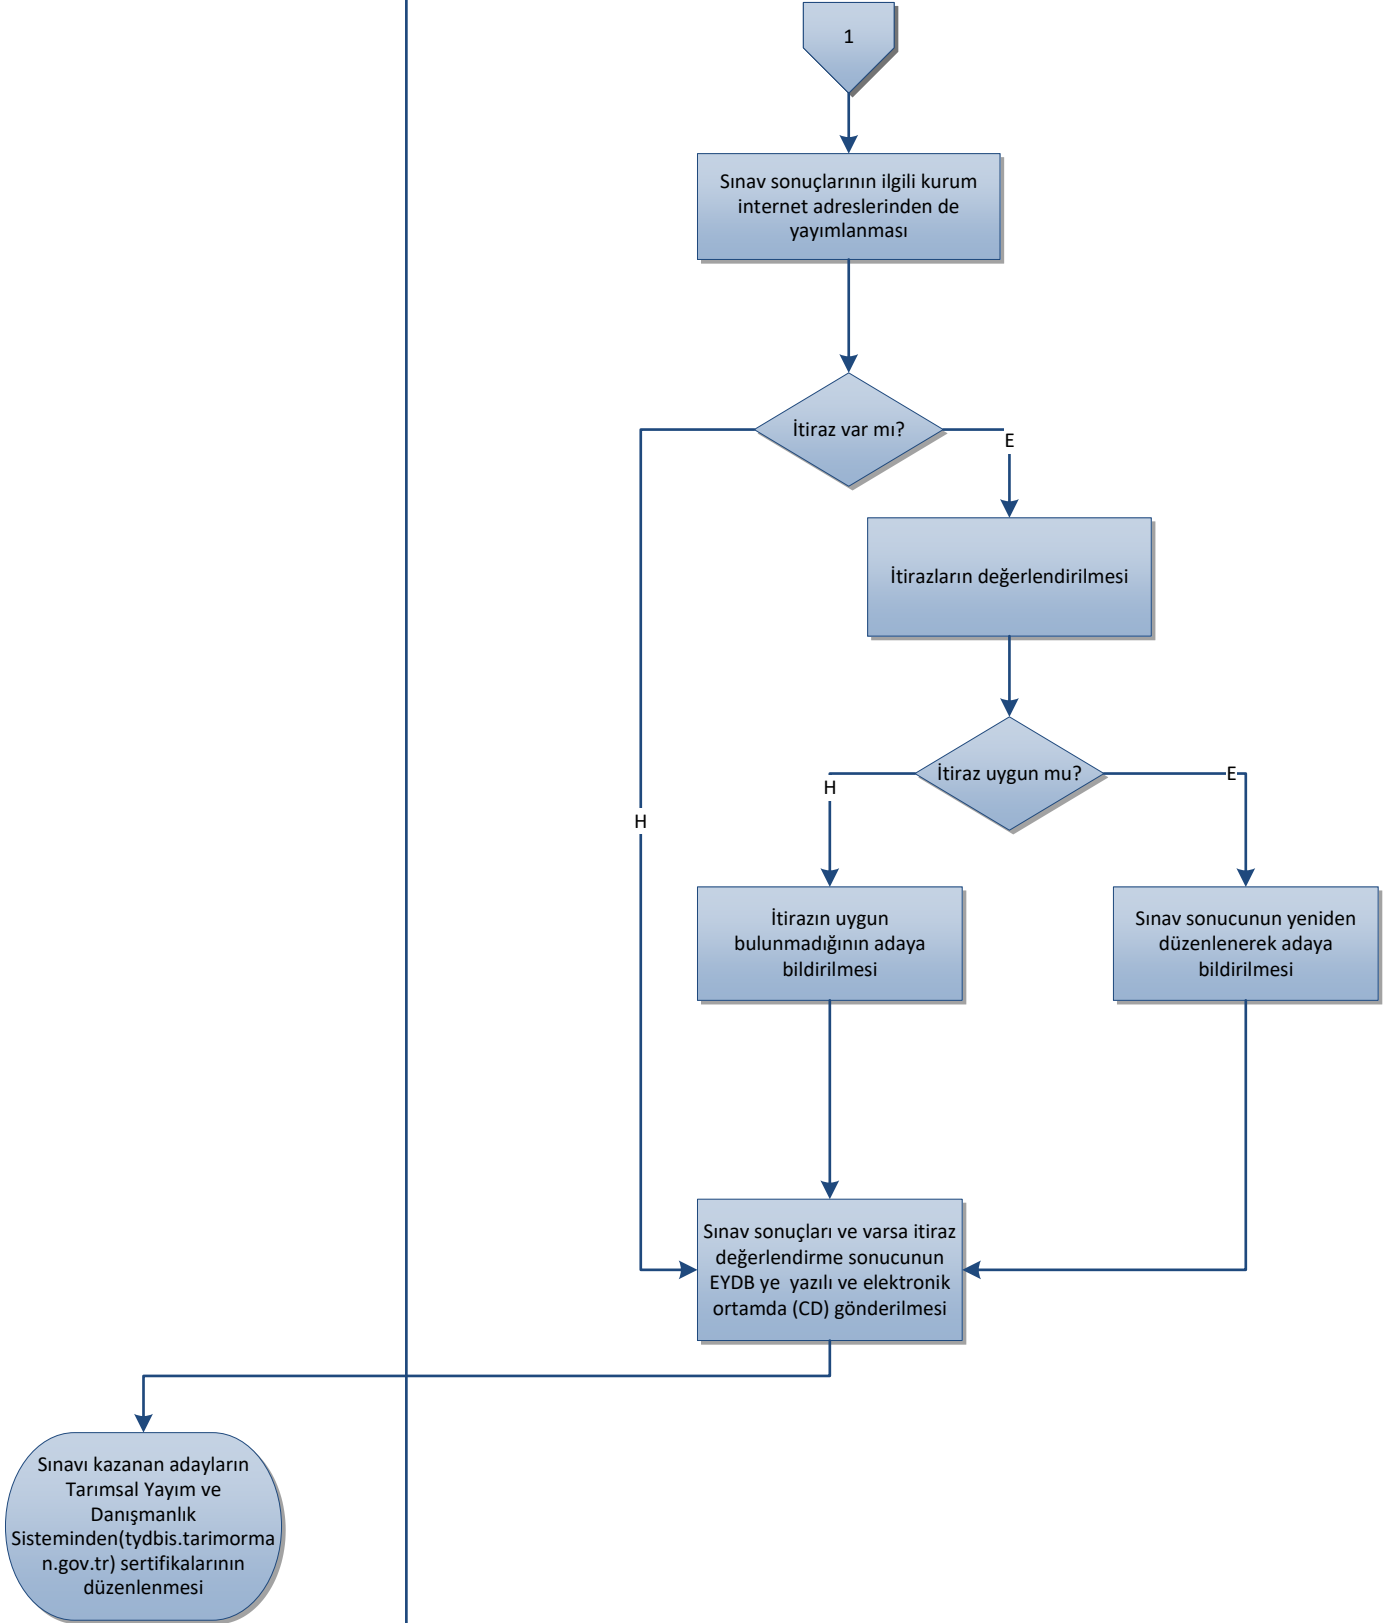 1
Sınav sonuçlarının ilgili kurum
internet adreslerinden de
yayımlanması
İtiraz var mı?
E
İtirazların değerlendirilmesi
İtiraz uygun mu?
H
E
H
İtirazın uygun
bulunmadığının adaya
bildirilmesi
Sınav sonucunun yeniden
düzenlenerek adaya
bildirilmesi
Sınav sonuçları ve varsa itiraz
değerlendirme sonucunun
EYDB ye yazılı ve elektronik
ortamda (CD) gönderilmesi
Sınavı kazanan adayların
Tarımsal Yayım ve
Danışmanlık
Sisteminden(tydbis.tarimorma
n.gov.tr) sertifikalarının
düzenlenmesi